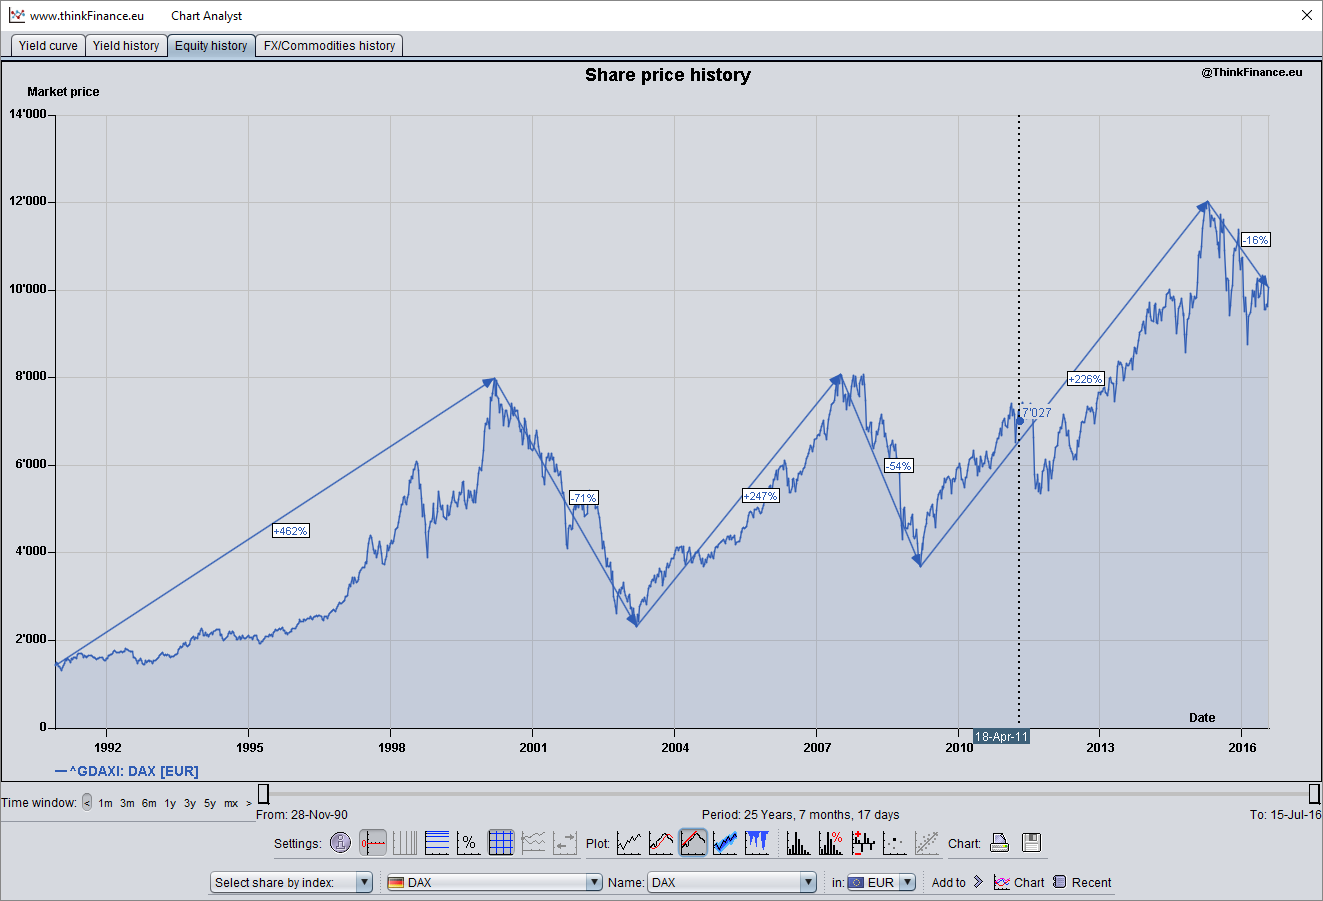 www.thinkFinance.eu Chart Analyst
Yield curve Yield history Equity history FX/Commodities history
Share price history
@ThinkFinance.eu
Market price
14'000
12'000
-16%
10'000
8'000
+226%
7'027
6'000
-54%
-71%
+247%
+462%
4'000
2'000
Date
0
18-Apr-11
1992 1995 1998 2001 2004 2007 2010 2013 2016
^GDAXI: DAX [EUR]
Time window: < 1m 3m 6m 1y 3y 5y mx >
From: 28-Nov-90 Period: 25 Years, 7 months, 17 days To: 15-Jul-16
Settings: 0 % Plot: % Chart:
Select share by index: DAX Name: DAX in: EUR Add to Chart Recent